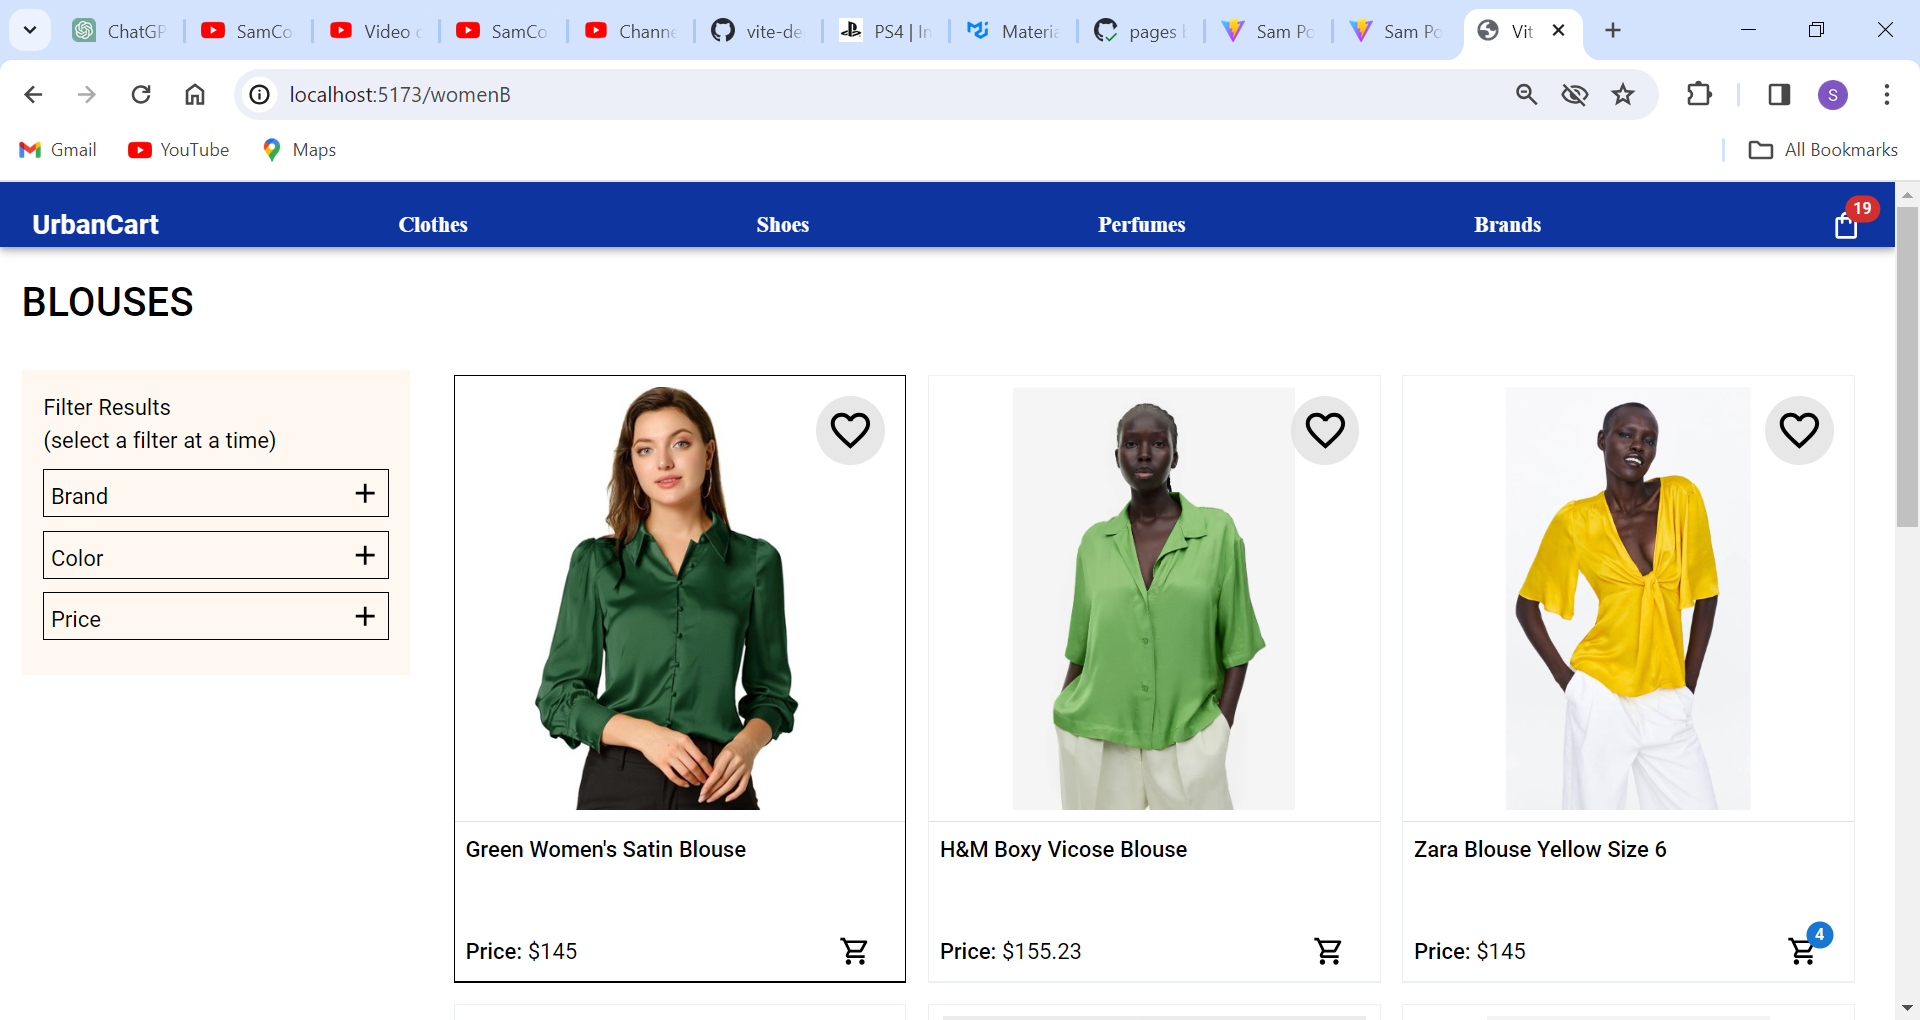 ChatGP
SamCo
Video
SamCo
Channe
vite-de
PS4 | In
Materia
pages
Sam Po
Sam Po
Vit
localhost:5173/womenB
S
Gmail
YouTube
Maps
All Bookmarks
UrbanCart
Clothes
Shoes
Perfumes
Brands
19
BLOUSES
Filter Results
(select a filter at a time)
Brand
Color
Price
Green Women's Satin Blouse
Price: $145
H&M Boxy Vicose Blouse
Price: $155.23
Zara Blouse Yellow Size 6
Price: $145
4